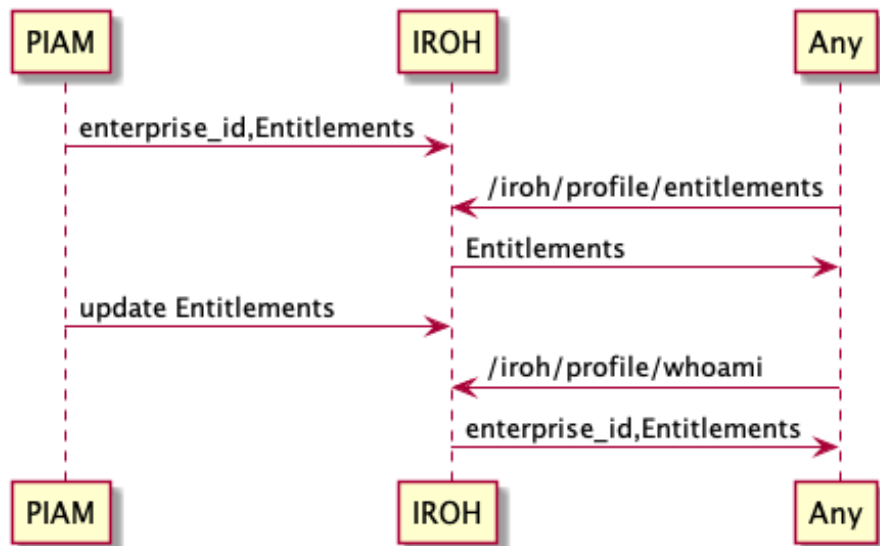 PIAM
IROH
Any
enterprise_id,Entitlements
/iroh/profile/entitlements
Entitlements
update Entitlements
/iroh/profile/whoami
enterprise_id,Entitlements
PIAM
IROH
Any